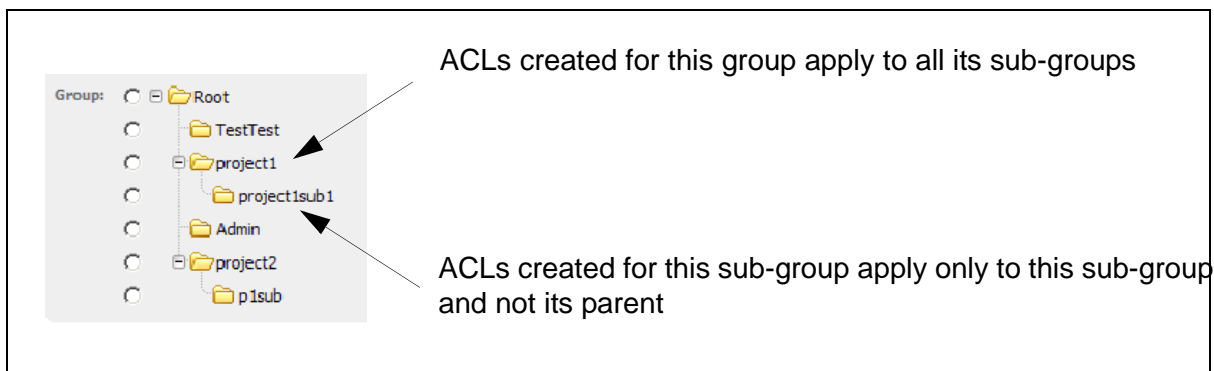 ACLs created for this group apply to all its sub-groups
Group: Root
TestTest
project1
project1sub1
Admin
project2
p1sub
ACLs created for this sub-group apply only to this sub-group
and not its parent